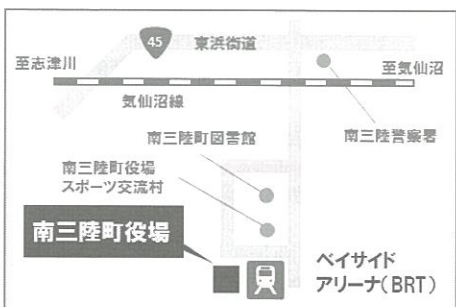 45
東浜街道
至志津川
至気仙沼
気仙沼線
南三陸町図書館
南三陸警察署
南三陸町役場
スポーツ交流村
南三陸町役場
ベイサイド
アリーナ(BRT)